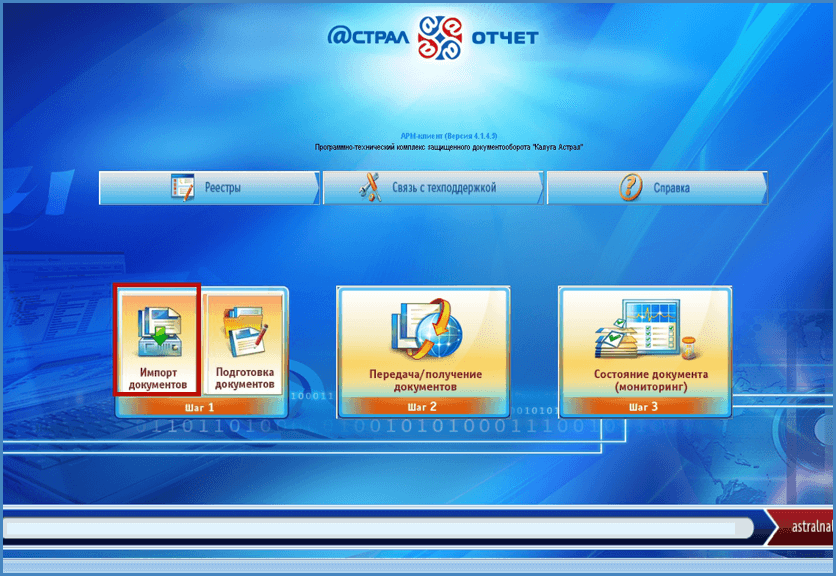 @СТРАЛ ОТЧЕТ
АРМ-клиент (Версия 4.1.4.9)
Программно-технический комплекс защищенного документооборота "Калуга Астрал"
Реестры
Связь с техподдержкой
Справка
Импорт
документов
Подготовка
документов
Шаг 1
Передача/получение
документов
Шаг 2
Состояние документа
(мониторинг)
Шаг 3
astralnal